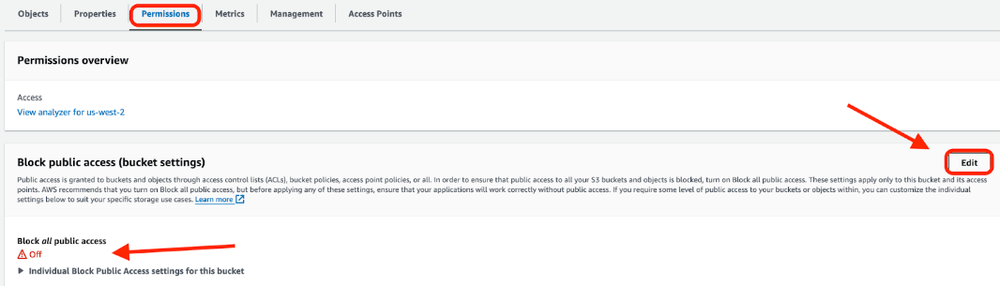 Objects Properties Permissions Metrics Management Access Points
Permissions overview
Access
View analyzer for us-west-2
Block public access (bucket settings)
Edit
Public access is granted to buckets and objects through access control lists (ACLs), bucket policies, access point policies, or all. In order to ensure that public access to all your S3 buckets and objects is blocked, turn on Block all public access. These settings apply only to this bucket and its access
points. AWS recommends that you turn on Block all public access, but before applying any of these settings, ensure that your applications will work correctly without public access. If you require some level of public access to your buckets or objects within, you can customize the individual
settings below to suit your specific storage use cases. Learn more
Block all public access
Off
Individual Block Public Access settings for this bucket